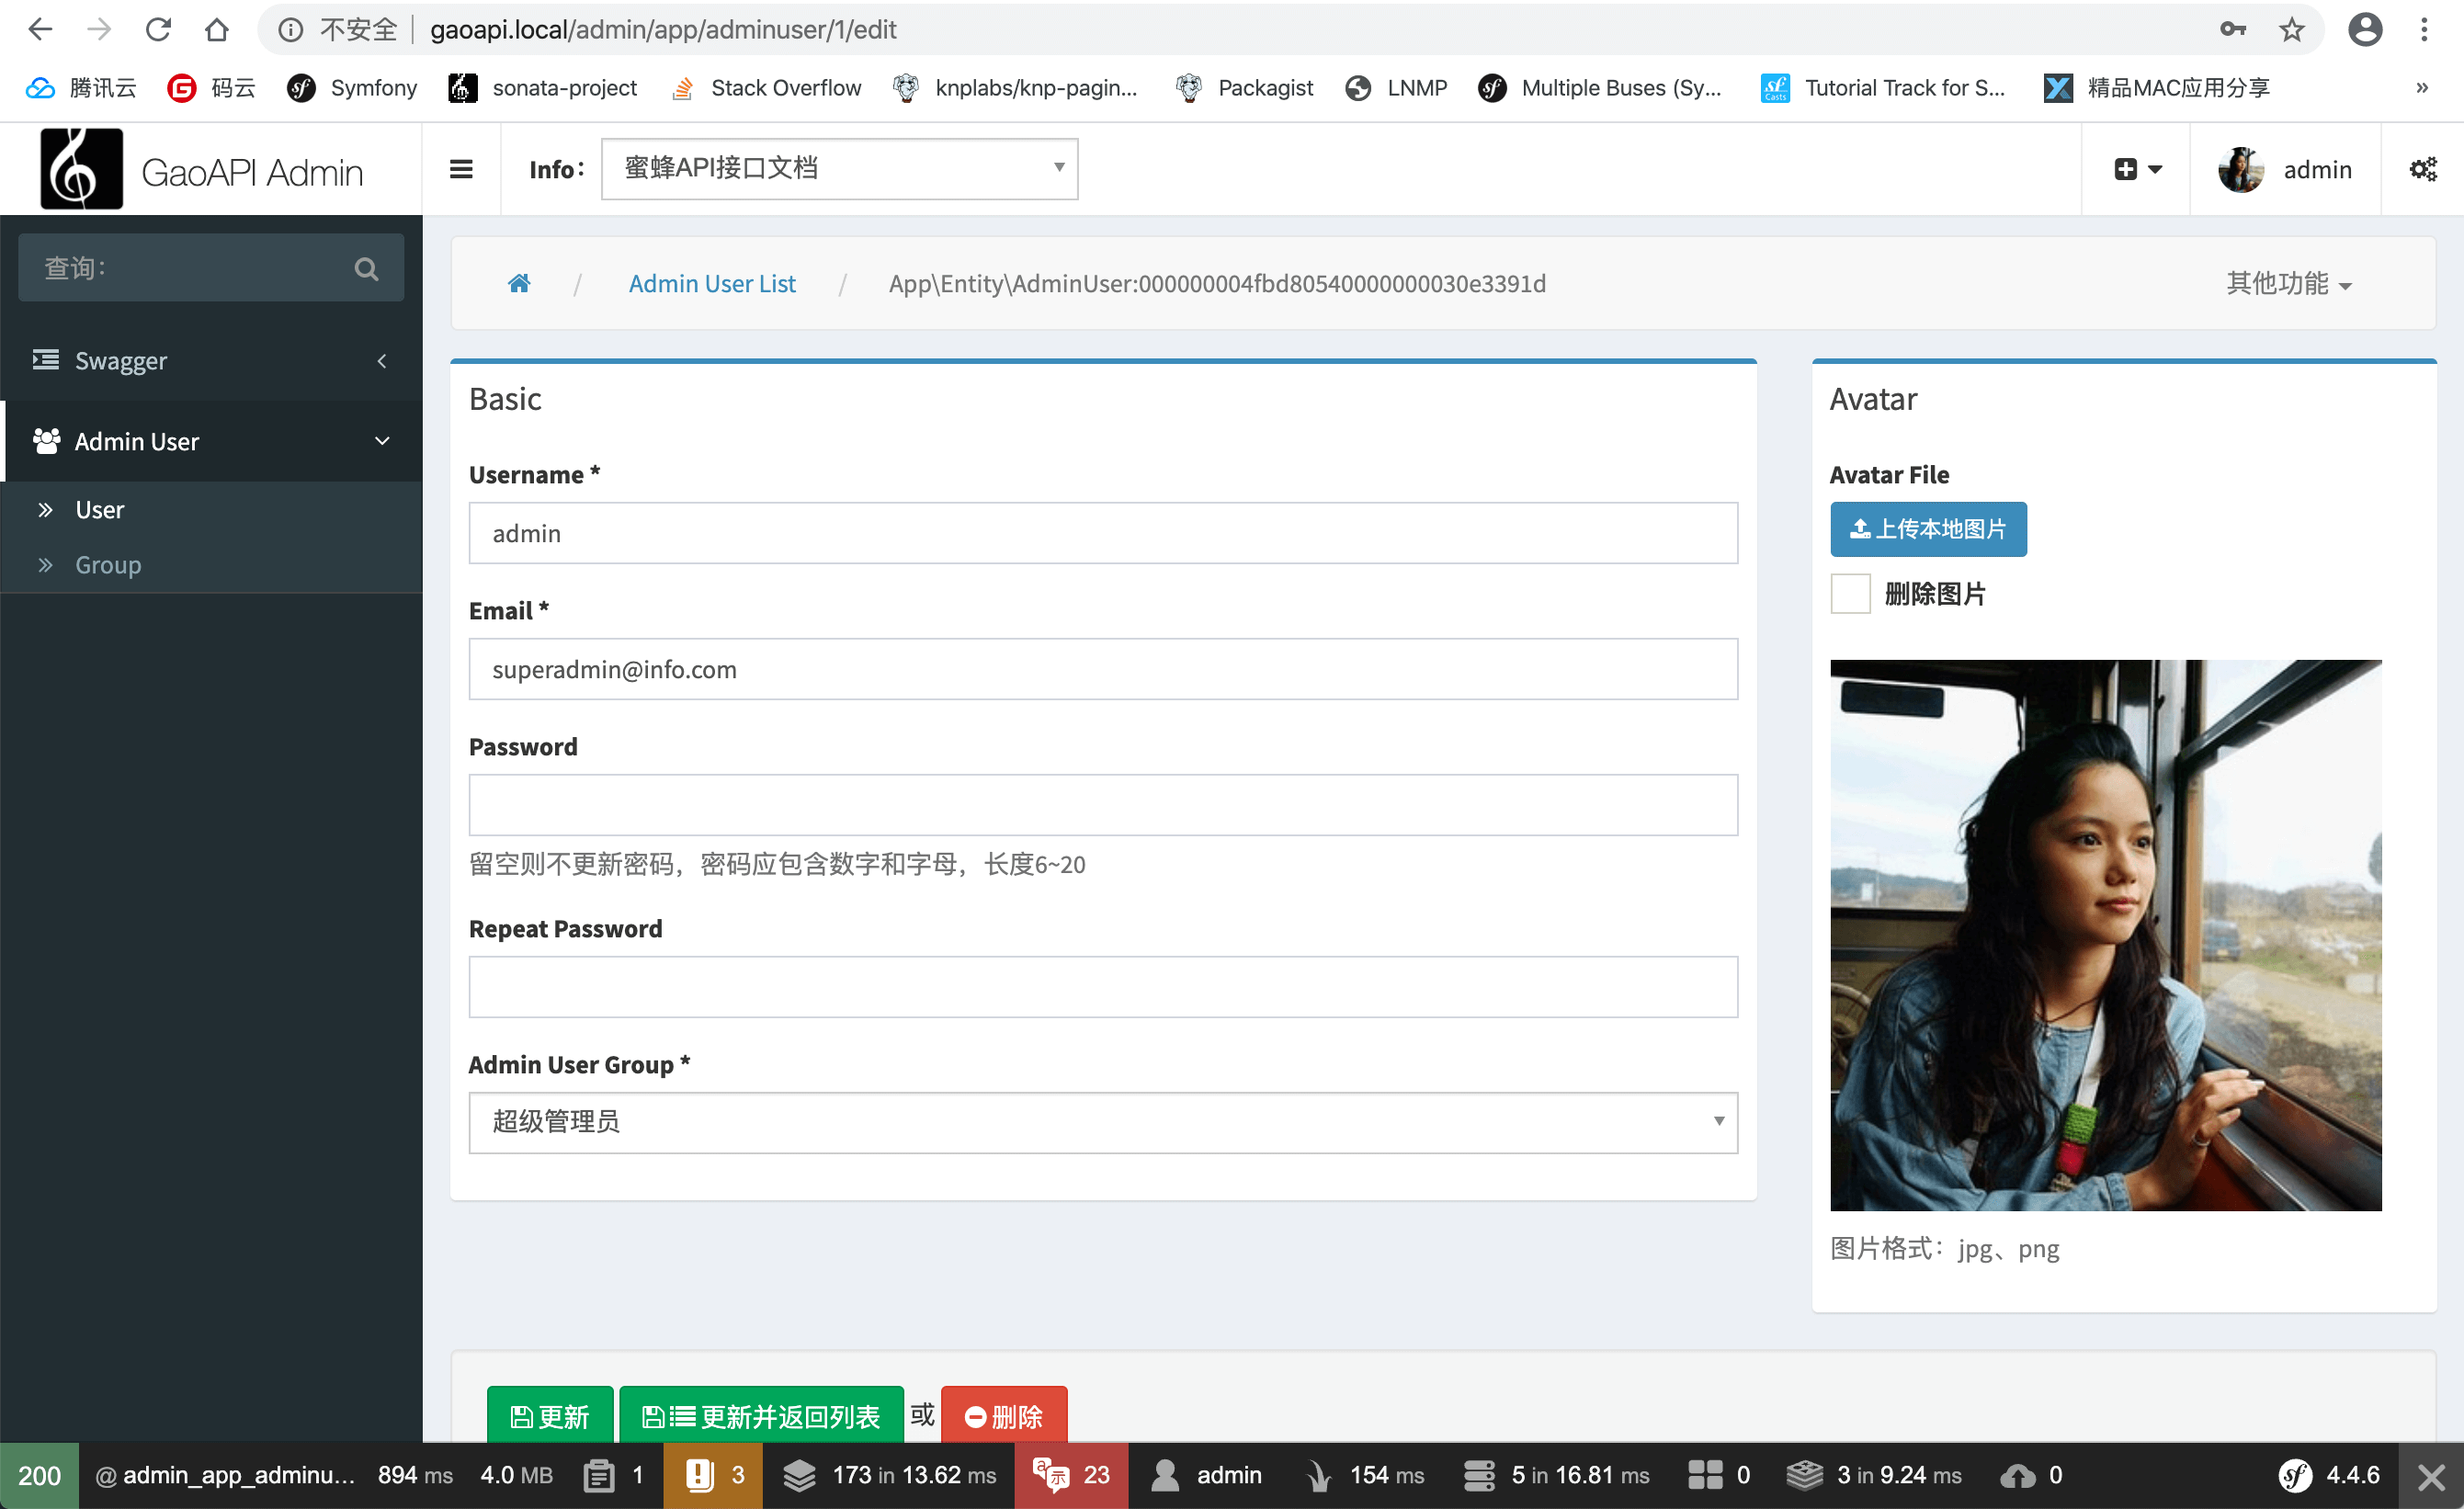 不安全 gaoapi.local/admin/app/adminuser/1/edit
腾讯云 码云 Symfony sonata-project Stack Overflow knplabs/knp-pagin... Packagist LNMP Multiple Buses (Sy... Tutorial Track for S... 精品MAC应用分享 »
GaoAPI Admin
Info： 蜜蜂API接口文档
admin
查询：
Swagger
Admin User
User
Group
/ Admin User List / App\Entity\AdminUser:000000004fbd80540000000030e3391d
其他功能
Basic
Username *
admin
Email *
superadmin@info.com
Password
留空则不更新密码，密码应包含数字和字母，长度6~20
Repeat Password
Admin User Group *
超级管理员
Avatar
Avatar File
上传本地图片
删除图片
图片格式：jpg、png
更新 更新并返回列表 或 删除
200 @ admin_app_adminu... 894 ms 4.0 MB 1 3 173 in 13.62 ms 23 admin 154 ms 5 in 16.81 ms 0 3 in 9.24 ms 0 4.4.6